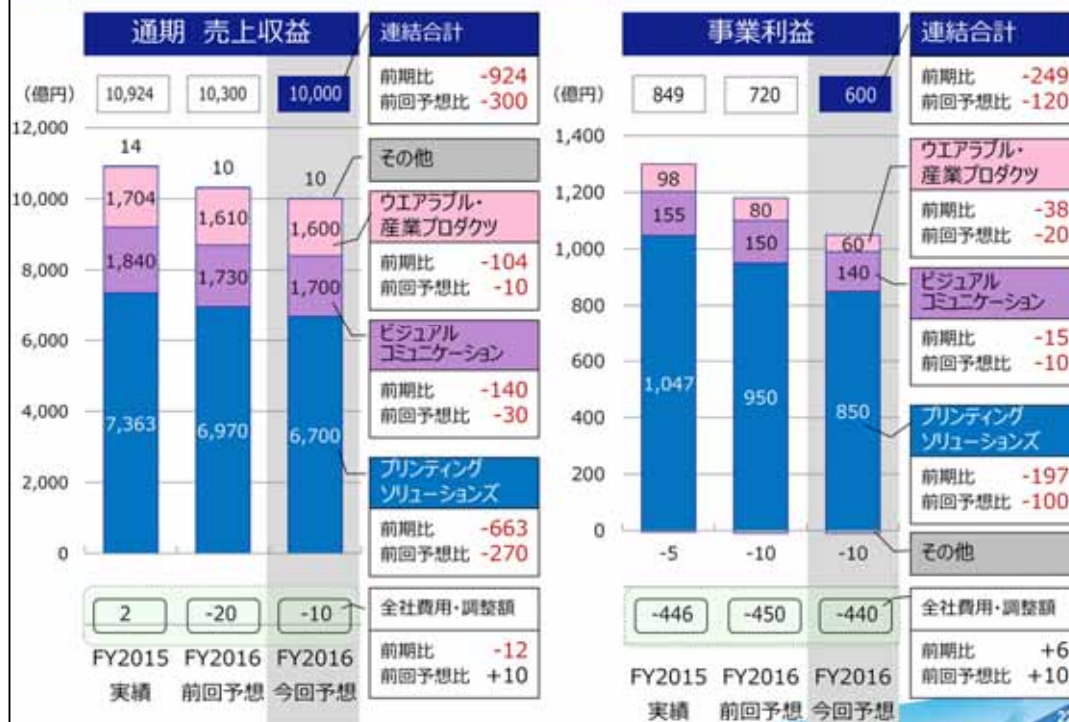 通期 売上収益
連結合計
前期比 -924
前回予想比 -300
(億円)
10,924
10,300
10,000
12,000
10,000
8,000
6,000
4,000
2,000
0
14
10
10
1,704
1,610
1,600
1,840
1,730
1,700
7,363
6,970
6,700
その他
ウエアラブル・
産業プロダクツ
前期比 -104
前回予想比 -10
ビジュアル
コミュニケーション
前期比 -140
前回予想比 -30
プリンティング
ソリューションズ
前期比 -663
前回予想比 -270
2
-20
-10
全社費用・調整額
前期比 -12
前回予想比 +10
FY2015 FY2016 FY2016
実績 前回予想 今回予想
事業利益
連結合計
前期比 -249
前回予想比 -120
(億円)
849
720
600
1,400
1,200
1,000
800
600
400
200
0
98
80
60
155
150
140
1,047
950
850
-5
-10
-10
ウエアラブル・
産業プロダクツ
前期比 -38
前回予想比 -20
ビジュアル
コミュニケーション
前期比 -15
前回予想比 -10
プリンティング
ソリューションズ
前期比 -197
前回予想比 -100
その他
-446
-450
-440
全社費用・調整額
前期比 +6
前回予想比 +10
FY2015 FY2016 FY2016
実績 前回予想 今回予想